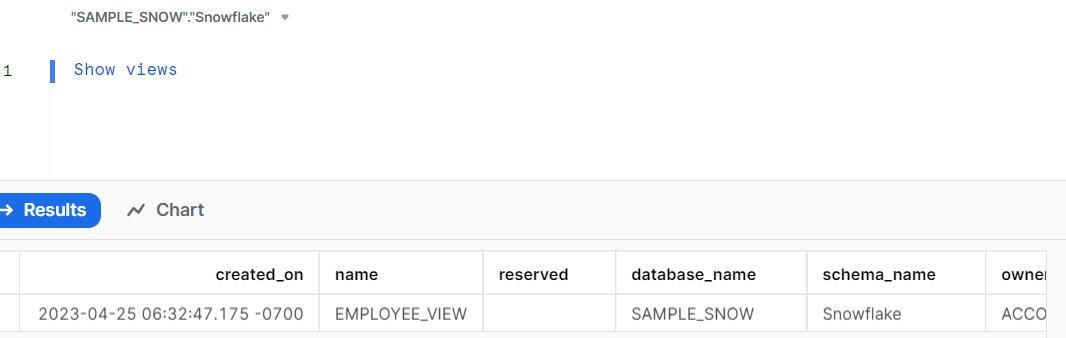 "SAMPLE_SNOW"."Snowflake"
1 Show views
Results Chart
created_on name reserved database_name schema_name
2023-04-25 06:32:47.175 -0700 EMPLOYEE_VIEW SAMPLE_SNOW Snowflake